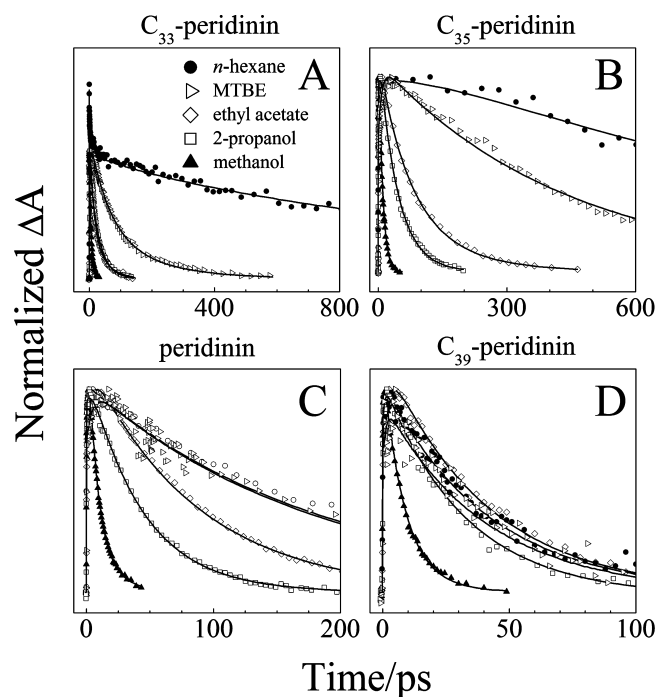 C33-peridinin
C35-peridinin
A
n-hexane
MTBE
ethyl acetate
2-propanol
methanol
B
0 400 800
0 300 600
peridinin
C39-peridinin
C
D
0 100 200
0 50 100
Normalized ΔA
Time/ps